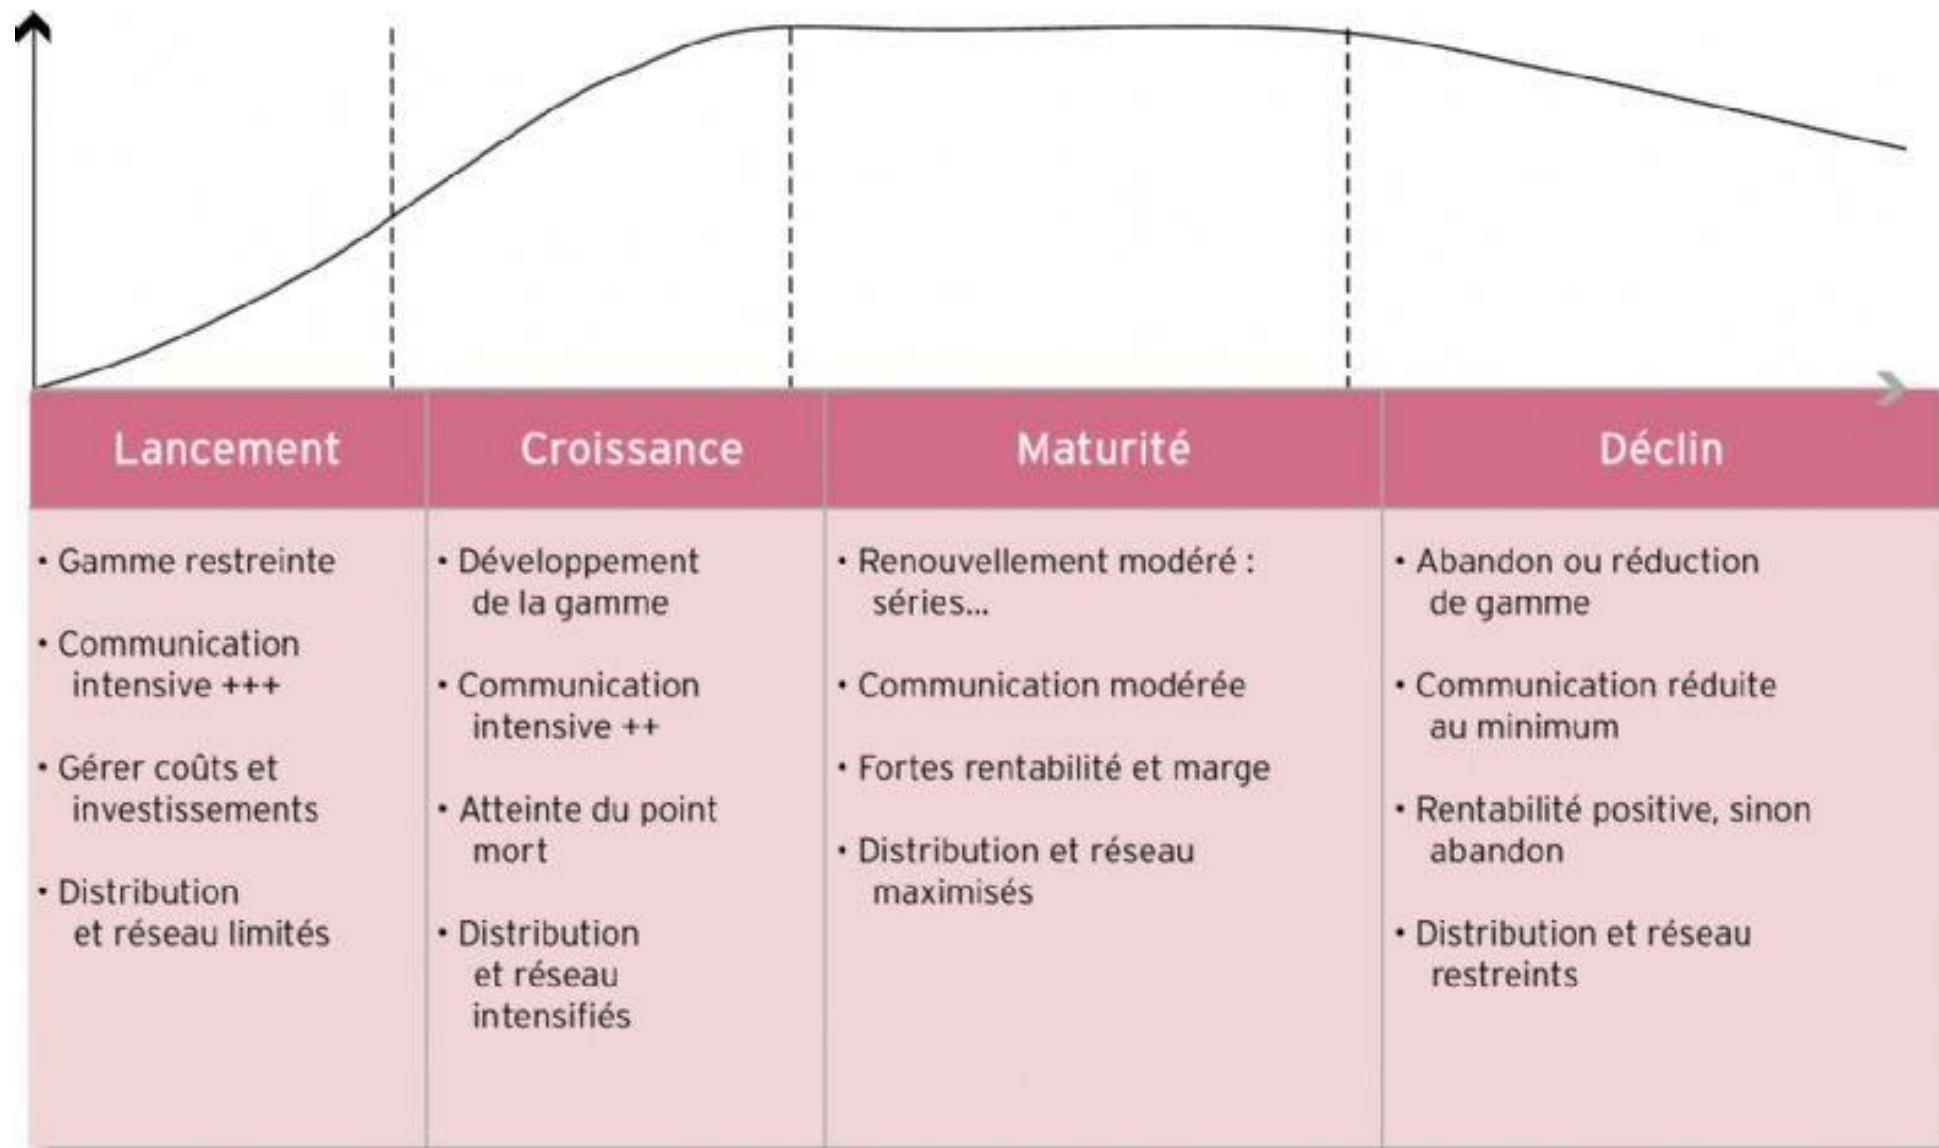 Lancement
Croissance
Maturité
Déclin
• Gamme restreinte
• Communication
intensive +++
• Gérer coûts et
investissements
• Distribution
et réseau limités
• Développement
de la gamme
• Communication
intensive ++
• Atteinte du point
mort
• Distribution
et réseau
intensifiés
• Renouvellement modéré :
séries...
• Communication modérée
• Fortes rentabilité et marge
• Distribution et réseau
maximisés
• Abandon ou réduction
de gamme
• Communication réduite
au minimum
• Rentabilité positive, sinon
abandon
• Distribution et réseau
restreints